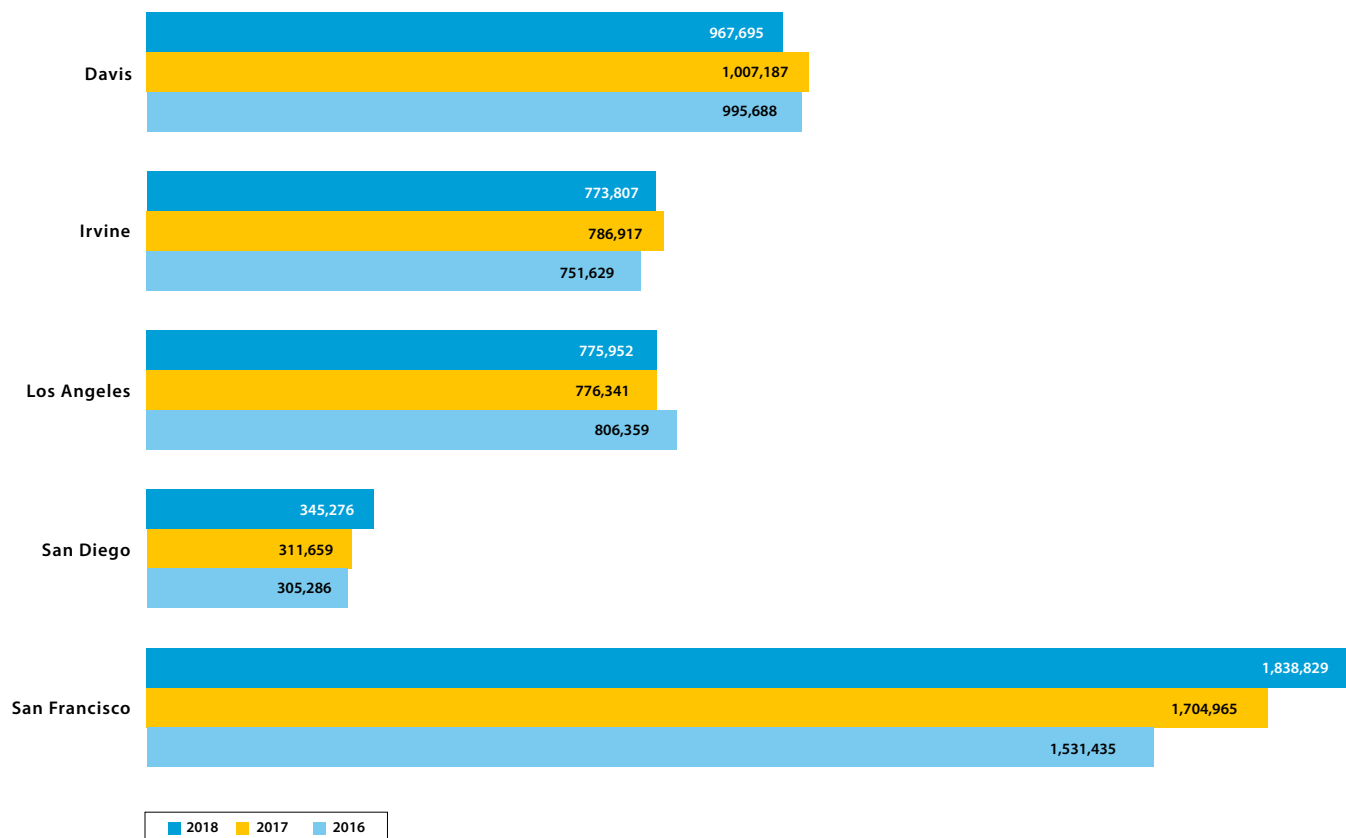 967,695
Davis
1,007,187
995,688
773,807
Irvine
786,917
751,629
775,952
Los Angeles
776,341
806,359
345,276
San Diego
311,659
305,286
1,838,829
San Francisco
1,704,965
1,531,435
2018 2017 2016